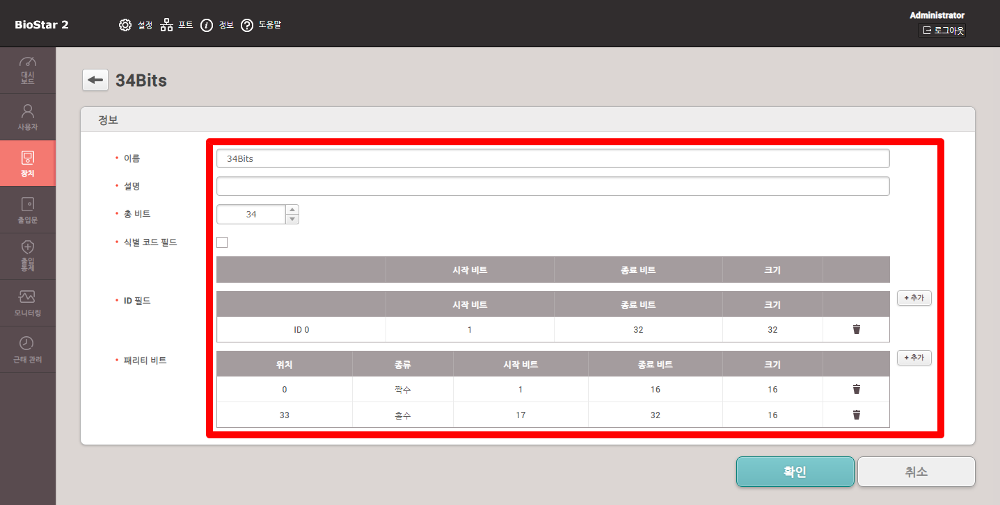 BioStar 2
설정
포트
정보
도움말
Administrator
로그아웃
대시
보드
사용자
장치
출입문
출입
통제
모니터링
근태 관리
34Bits
정보
• 이름 34Bits
• 설명
• 총 비트 34
• 식별 코드 필드
시작 비트 종료 비트 크기
• ID 필드
시작 비트 종료 비트 크기
+ 추가
ID 0 1 32 32
• 패리티 비트
위치 종류 시작 비트 종료 비트 크기
+ 추가
0 짝수 1 16 16
33 홀수 17 32 16
확인
취소